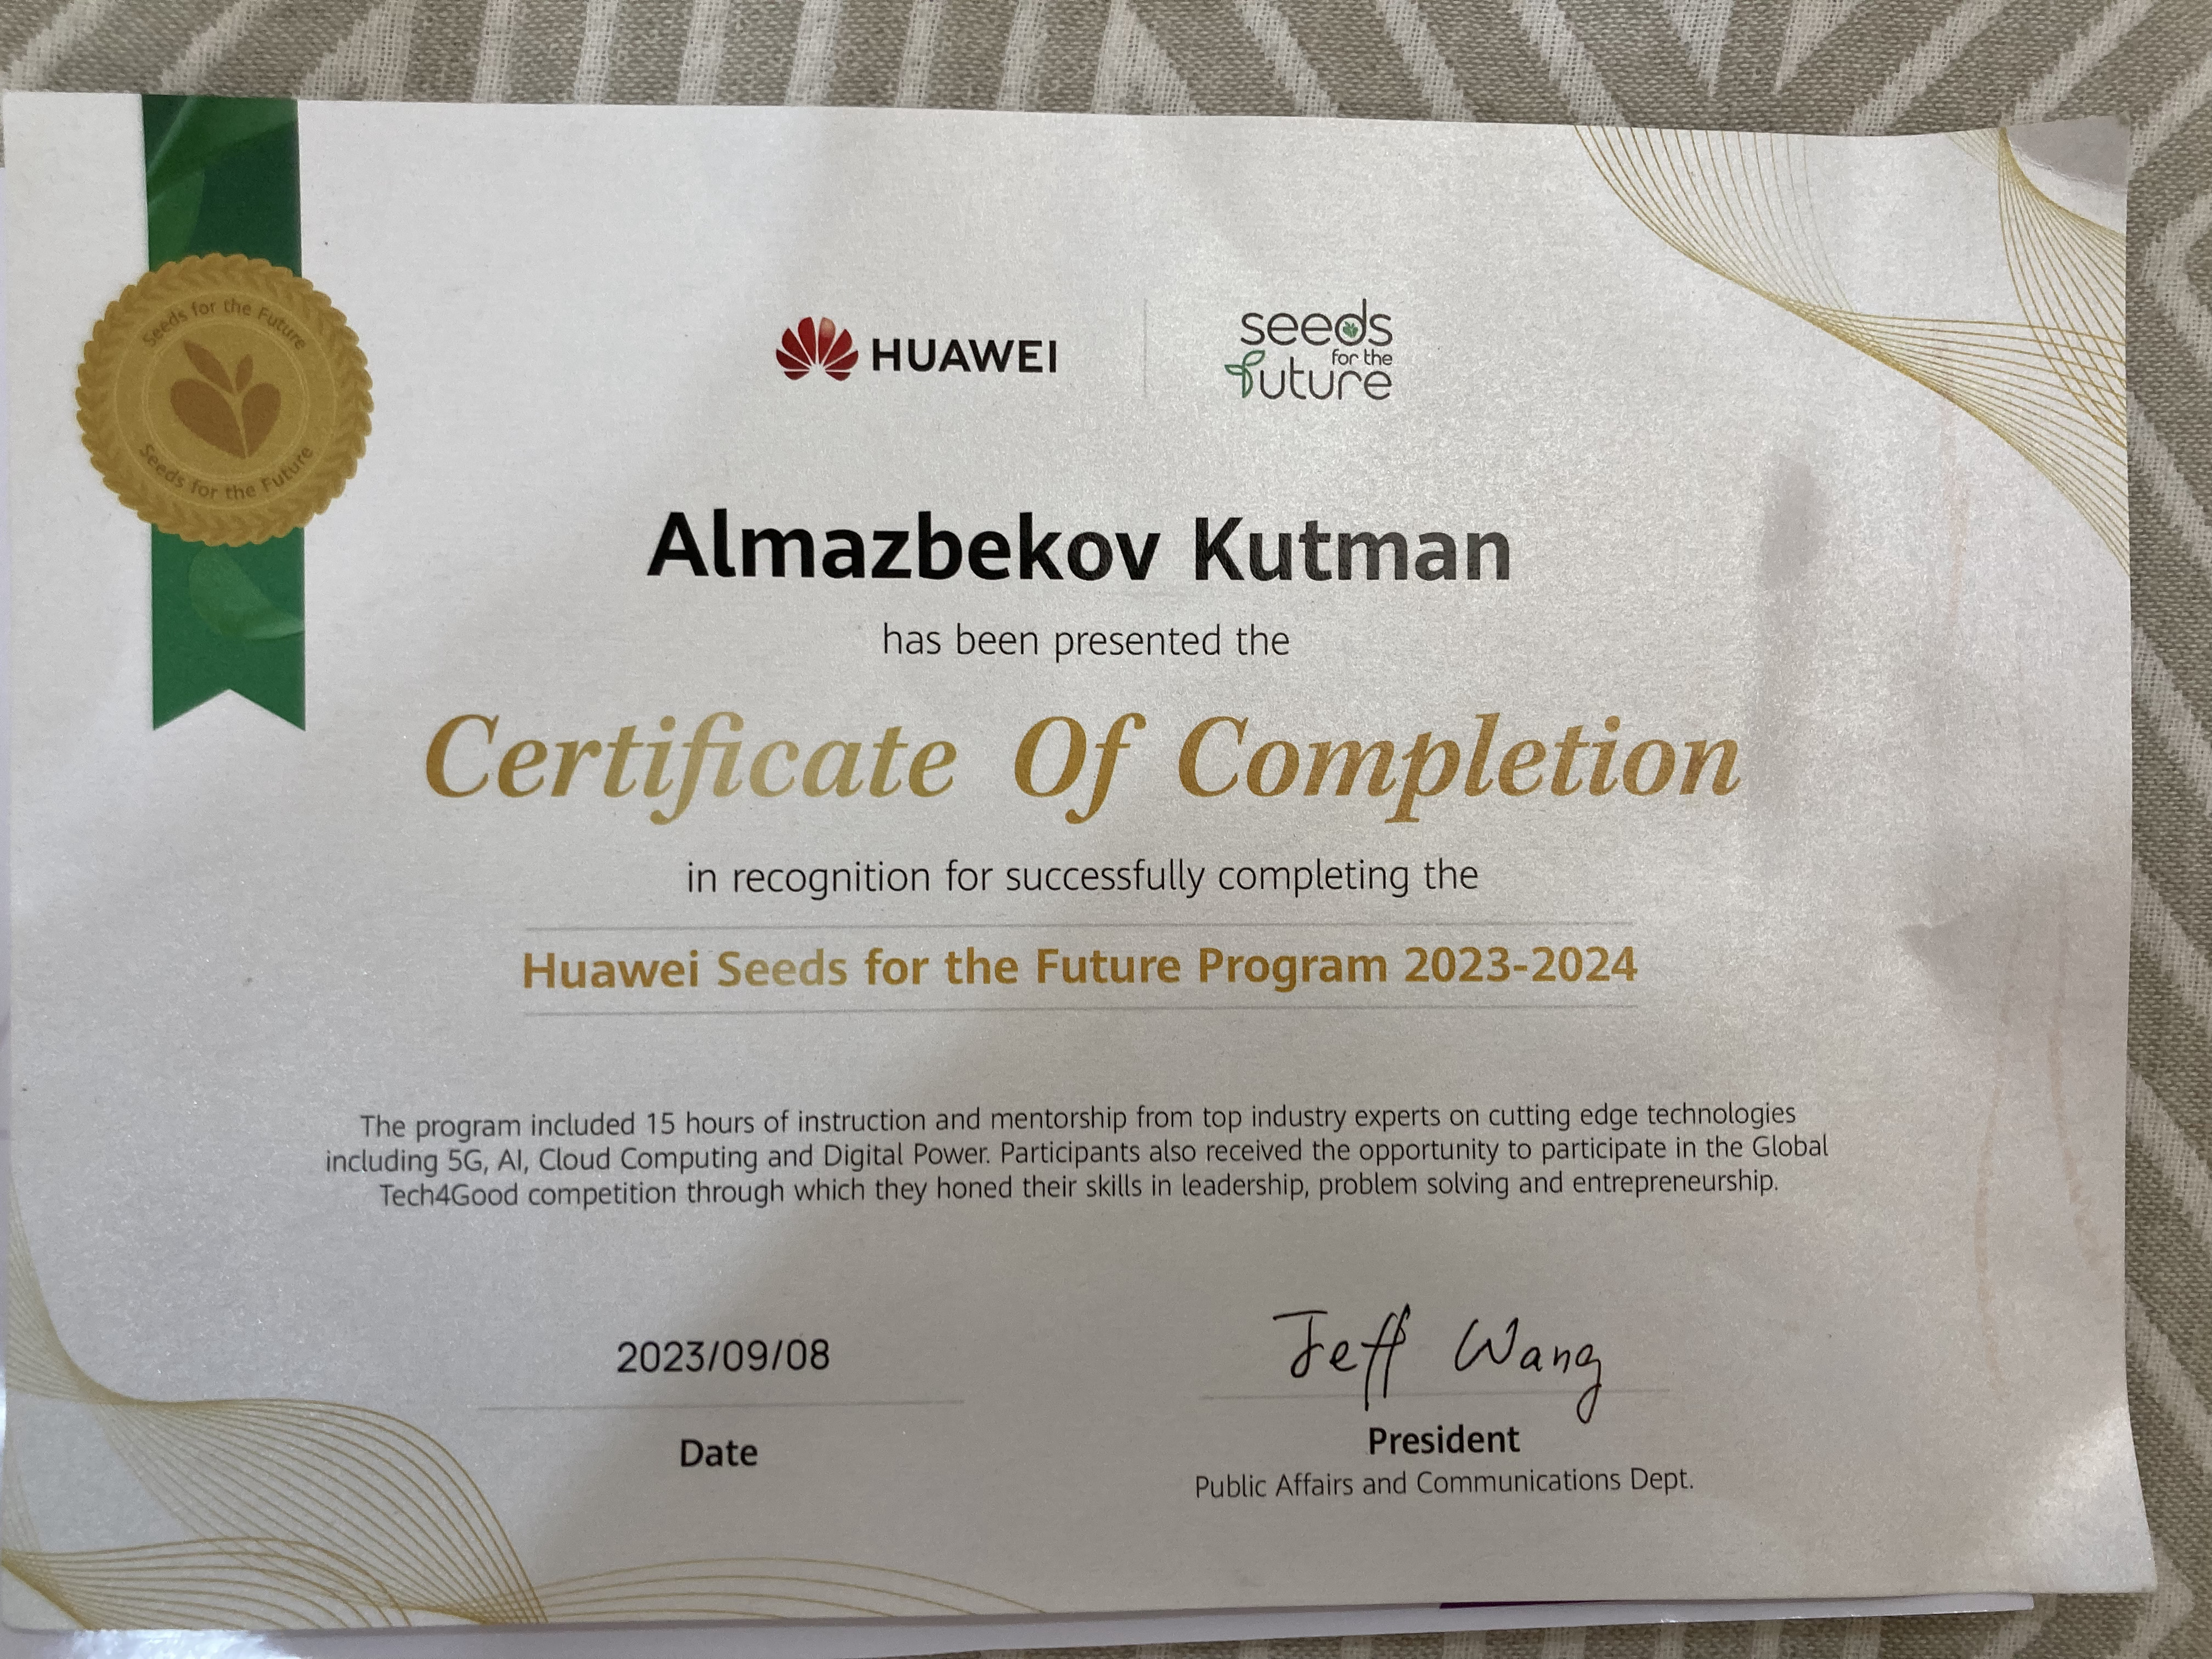 Seeds for the Future
Seeds for the Future
HUAWEI
seeds
for the
future
Almazbekov Kutman
has been presented the
Certificate Of Completion
in recognition for successfully completing the
Huawei Seeds for the Future Program 2023-2024
The program included 15 hours of instruction and mentorship from top industry experts on cutting edge technologies
including 5G, AI, Cloud Computing and Digital Power. Participants also received the opportunity to participate in the Global
Tech4Good competition through which they honed their skills in leadership, problem solving and entrepreneurship.
2023/09/08
Date
Jeff Wang
President
Public Affairs and Communications Dept.